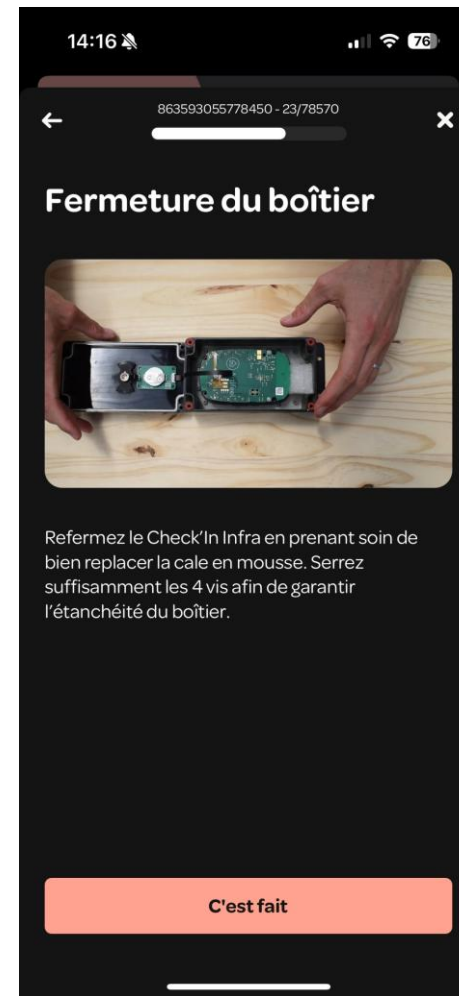 14:16
76
863593055778450 - 23/78570
Fermeture du boîtier
Refermez le Check'In Infra en prenant soin de
bien replacer la cale en mousse. Serrez
suffisamment les 4 vis afin de garantir
l'étanchéité du boîtier.
C'est fait